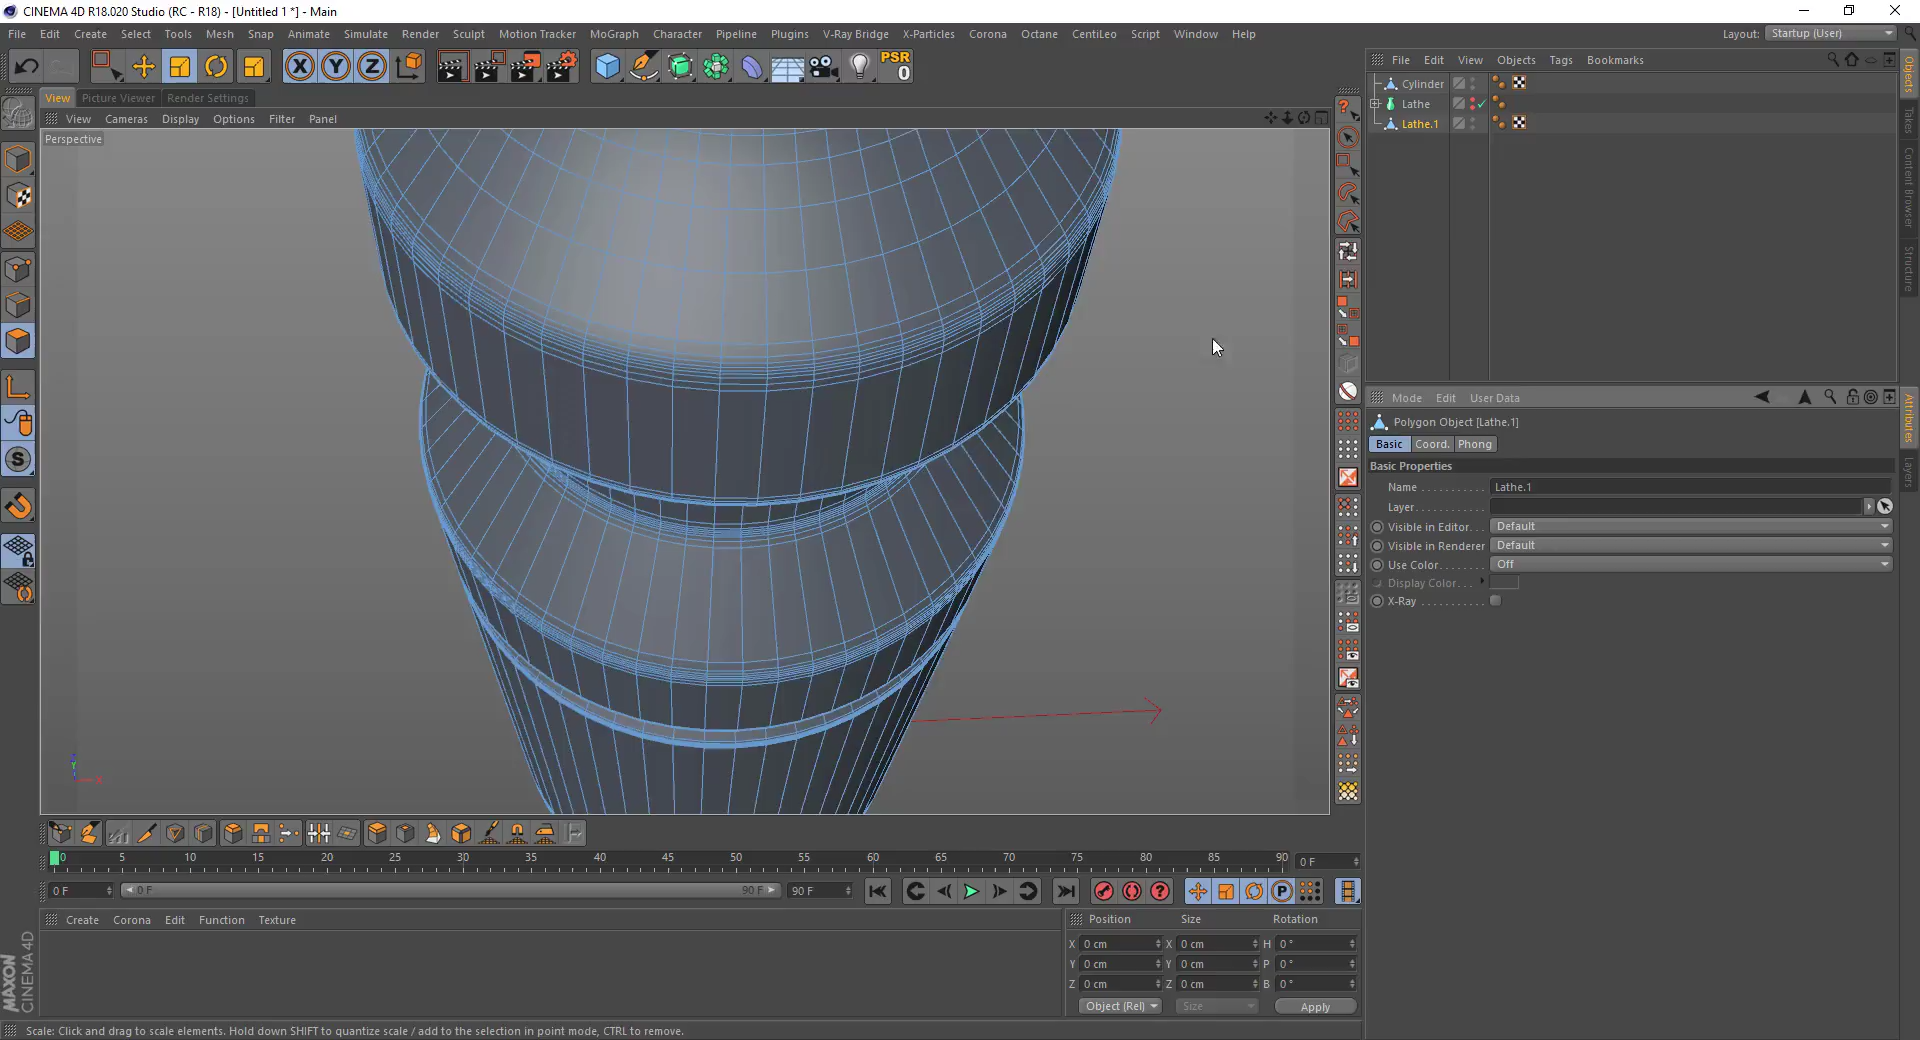 CINEMA 4D R18.020 Studio (RC - R18) - [Untitled 1 *] - Main
File Edit Create Select Tools Mesh Snap Animate Simulate Render Sculpt Motion Tracker MoGraph Character Pipeline Plugins V-Ray Bridge X-Particles Corona Octane CentiLeo Script Window Help Layout: Startup (User)
X Y Z PSR 0
View Picture Viewer Render Settings
View Cameras Display Options Filter Panel
Perspective
File Edit View Objects Tags Bookmarks
Cylinder
Lathe
Lathe.1
Objects
Takes
Content Browser
Structure
Mode Edit User Data
Polygon Object [Lathe.1]
Basic Coord. Phong
Basic Properties
Name . . . . . . . . . . . Lathe.1
Layer. . . . . . . . . . . .
Visible in Editor. . . Default
Visible in Renderer Default
Use Color. . . . . . . . Off
Display Color. . . .
X-Ray . . . . . . . . . . .
Attributes
Layers
S
Y
X
0 5 10 15 20 25 30 35 40 45 50 55 60 65 70 75 80 85 90 0 F
0 F 0 F 90 F 90 F
P
Create Corona Edit Function Texture
Position Size Rotation
X 0 cm X 0 cm H 0 °
Y 0 cm Y 0 cm P 0 °
Z 0 cm Z 0 cm B 0 °
Object (Rel) Size Apply
MAXON
CINEMA 4D
Scale: Click and drag to scale elements. Hold down SHIFT to quantize scale / add to the selection in point mode, CTRL to remove.